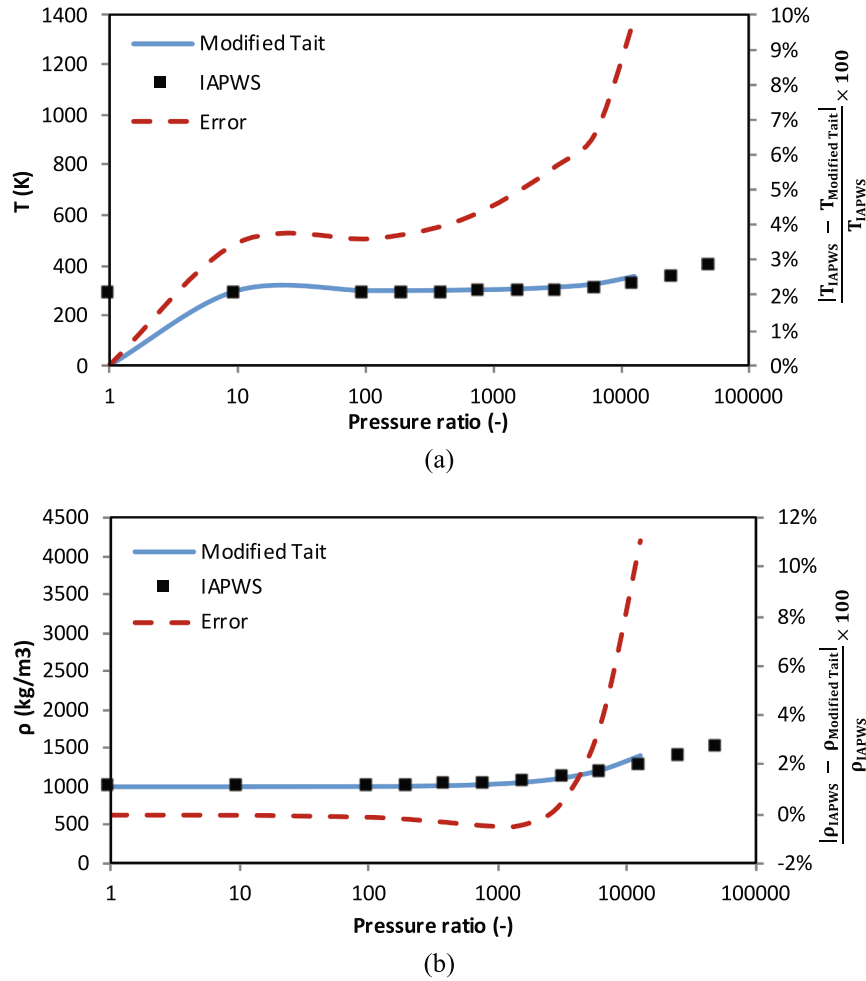 1400
1200
1000
800
600
400
200
0
T (K)
Modified Tait
IAPWS
Error
10%
9%
8%
7%
6%
5%
4%
3%
2%
1%
0%
|T_IAPWS − T_Modified Tait|
T_IAPWS
× 100
1 10 100 1000 10000 100000
Pressure ratio (-)
(a)
4500
4000
3500
3000
2500
2000
1500
1000
500
0
ρ (kg/m3)
Modified Tait
IAPWS
Error
12%
10%
8%
6%
4%
2%
0%
-2%
|ρ_IAPWS − ρ_Modified Tait|
ρ_IAPWS
× 100
1 10 100 1000 10000 100000
Pressure ratio (-)
(b)